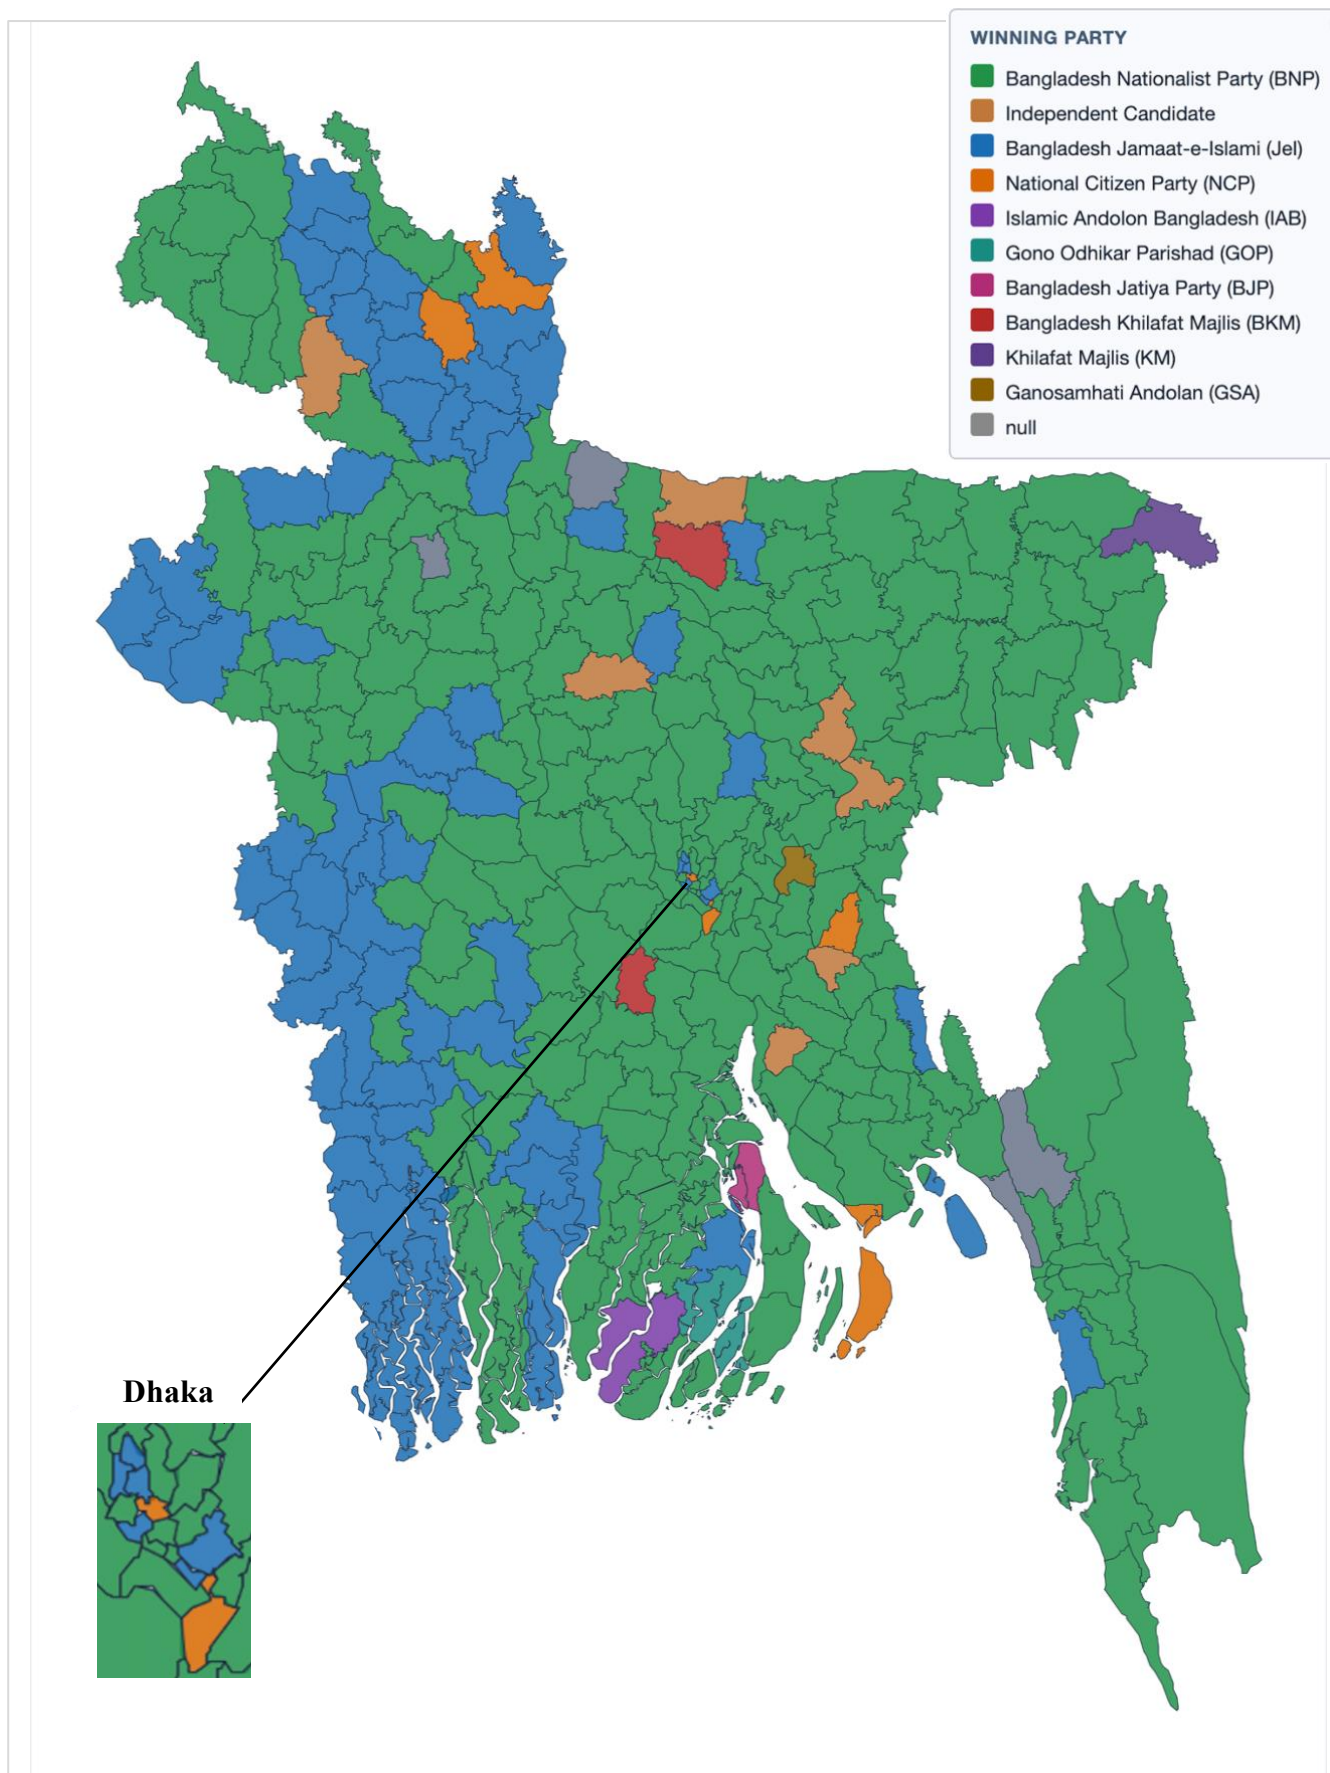 WINNING PARTY
Bangladesh Nationalist Party (BNP)
Independent Candidate
Bangladesh Jamaat-e-Islami (JeI)
National Citizen Party (NCP)
Islamic Andolon Bangladesh (IAB)
Gono Odhikar Parishad (GOP)
Bangladesh Jatiya Party (BJP)
Bangladesh Khilafat Majlis (BKM)
Khilafat Majlis (KM)
Ganosamhati Andolan (GSA)
null
Dhaka